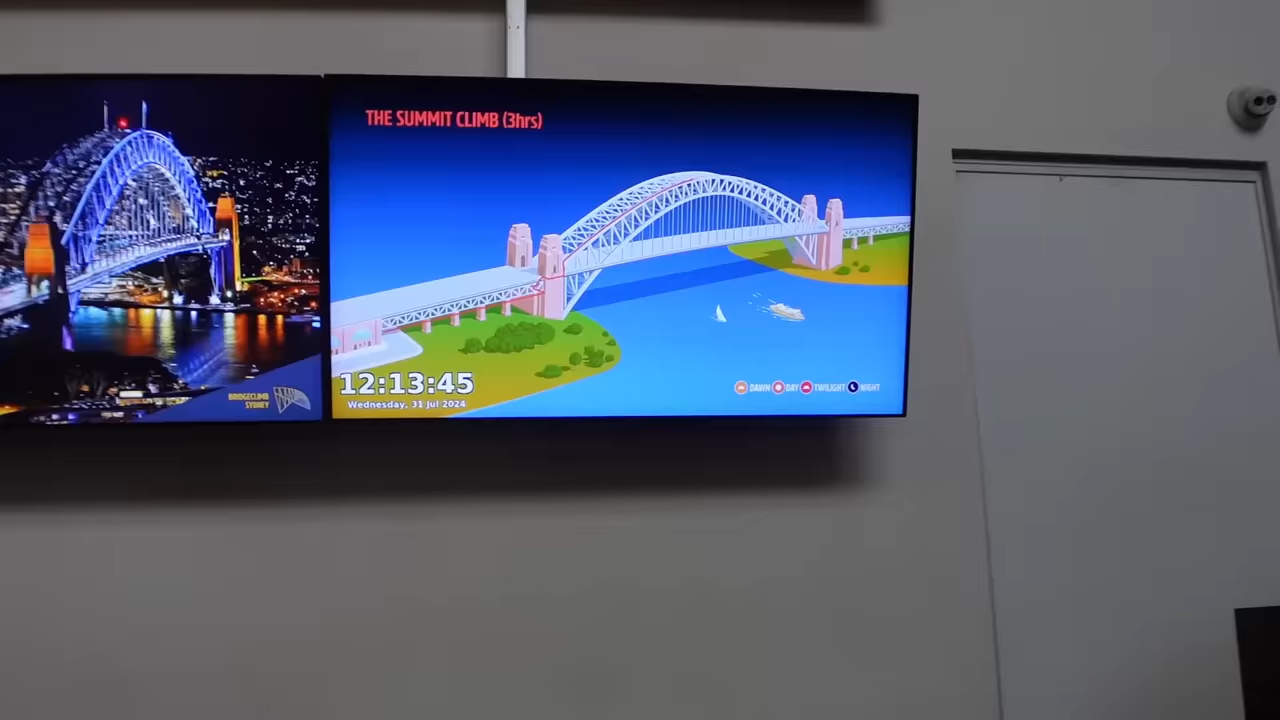 THE SUMMIT CLIMB (3hrs)
BRIDGECLIMB
SYDNEY
12:13:45
Wednesday, 31 Jul 2024
DAWN DAY TWILIGHT NIGHT